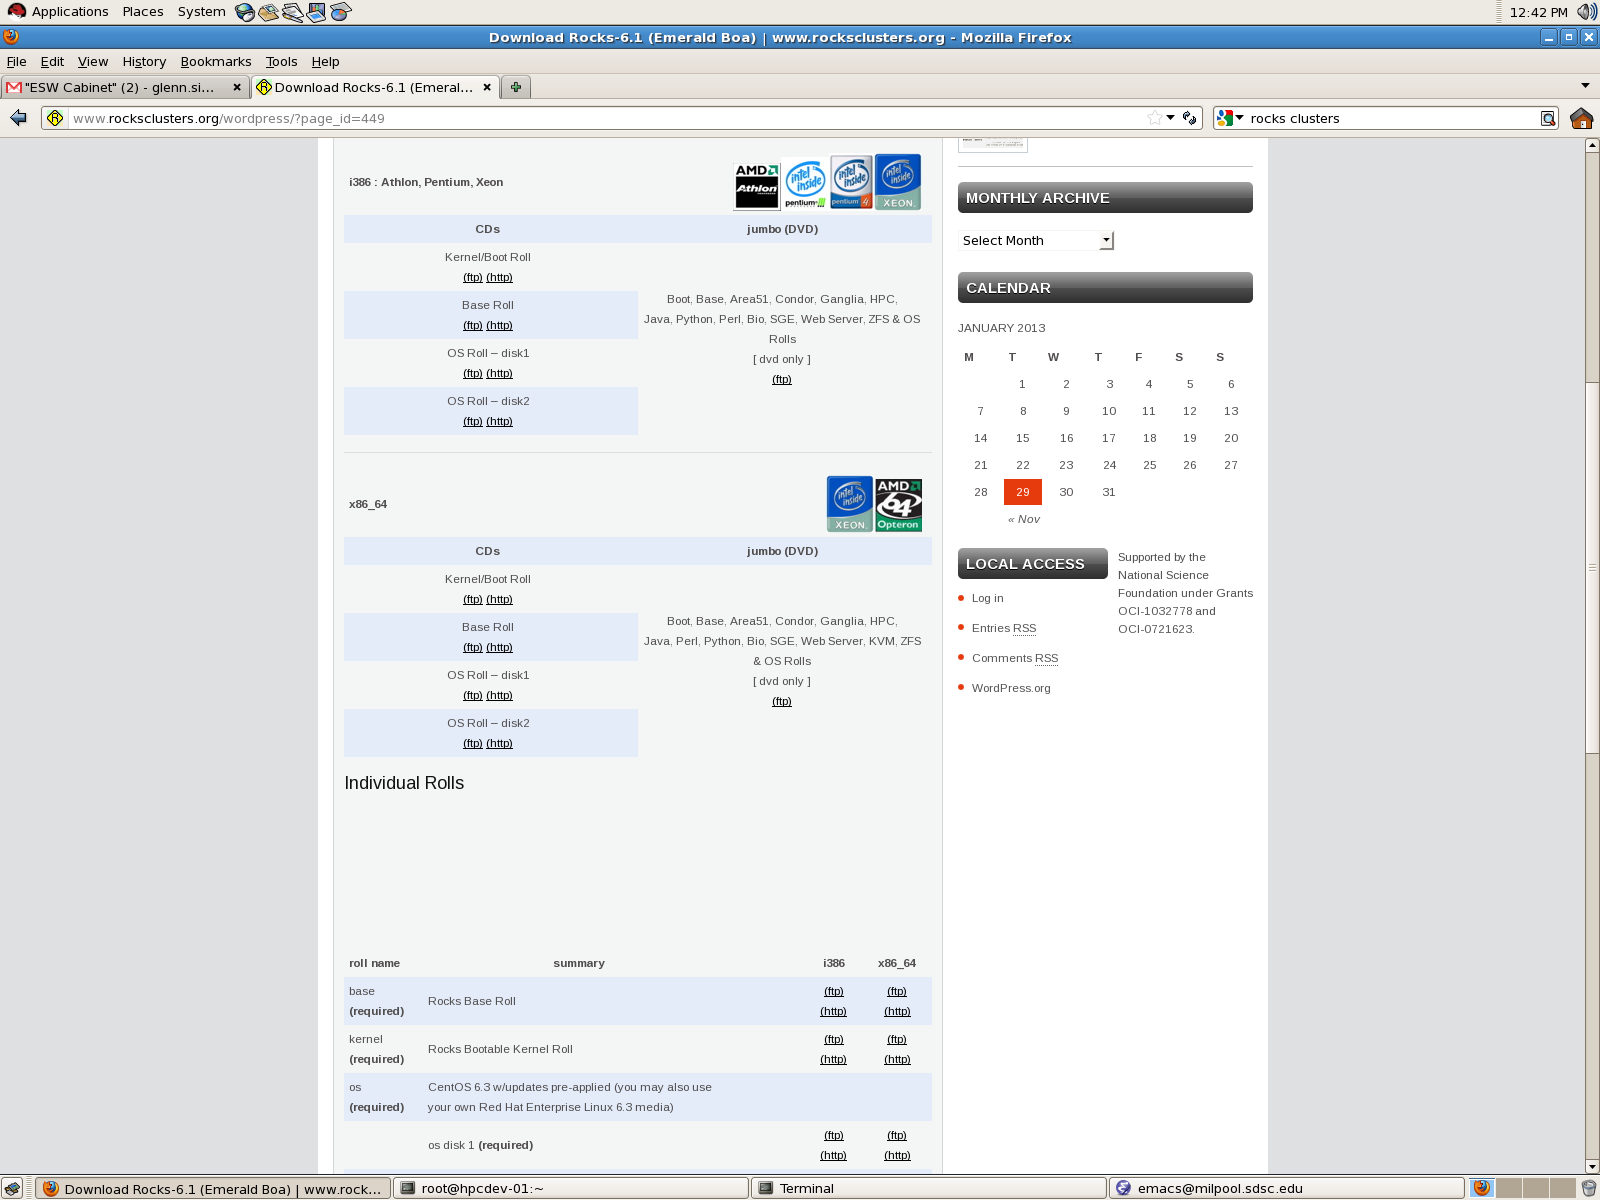 Applications Places System 12:42 PM
Download Rocks-6.1 (Emerald Boa) | www.rocksclusters.org - Mozilla Firefox
File Edit View History Bookmarks Tools Help
"ESW Cabinet" (2) - glenn.si... Download Rocks-6.1 (Emeral...
www.rocksclusters.org/wordpress/?page_id=449 rocks clusters
i386 : Athlon, Pentium, Xeon
AMD Athlon intel inside pentium intel inside pentium 4 intel inside XEON
CDs jumbo (DVD)
Kernel/Boot Roll
(ftp) (http)
Base Roll
(ftp) (http)
OS Roll – disk1
(ftp) (http)
OS Roll – disk2
(ftp) (http)
Boot, Base, Area51, Condor, Ganglia, HPC,
Java, Python, Perl, Bio, SGE, Web Server, ZFS & OS
Rolls
[ dvd only ]
(ftp)
x86_64
intel inside XEON AMD 64 Opteron
CDs jumbo (DVD)
Kernel/Boot Roll
(ftp) (http)
Base Roll
(ftp) (http)
OS Roll – disk1
(ftp) (http)
OS Roll – disk2
(ftp) (http)
Boot, Base, Area51, Condor, Ganglia, HPC,
Java, Perl, Python, Bio, SGE, Web Server, KVM, ZFS
& OS Rolls
[ dvd only ]
(ftp)
Individual Rolls
roll name summary i386 x86_64
base
(required)
Rocks Base Roll
(ftp) (ftp)
(http) (http)
kernel
(required)
Rocks Bootable Kernel Roll
(ftp) (ftp)
(http) (http)
os
(required)
CentOS 6.3 w/updates pre-applied (you may also use
your own Red Hat Enterprise Linux 6.3 media)
os disk 1 (required)
(ftp) (ftp)
(http) (http)
MONTHLY ARCHIVE
Select Month
CALENDAR
JANUARY 2013
M T W T F S S
1 2 3 4 5 6
7 8 9 10 11 12 13
14 15 16 17 18 19 20
21 22 23 24 25 26 27
28 29 30 31
« Nov
LOCAL ACCESS
Log in
Entries RSS
Comments RSS
WordPress.org
Supported by the
National Science
Foundation under Grants
OCI-1032778 and
OCI-0721623.
Download Rocks-6.1 (Emerald Boa) | www.rock... root@hpcdev-01:~ Terminal emacs@milpool.sdsc.edu